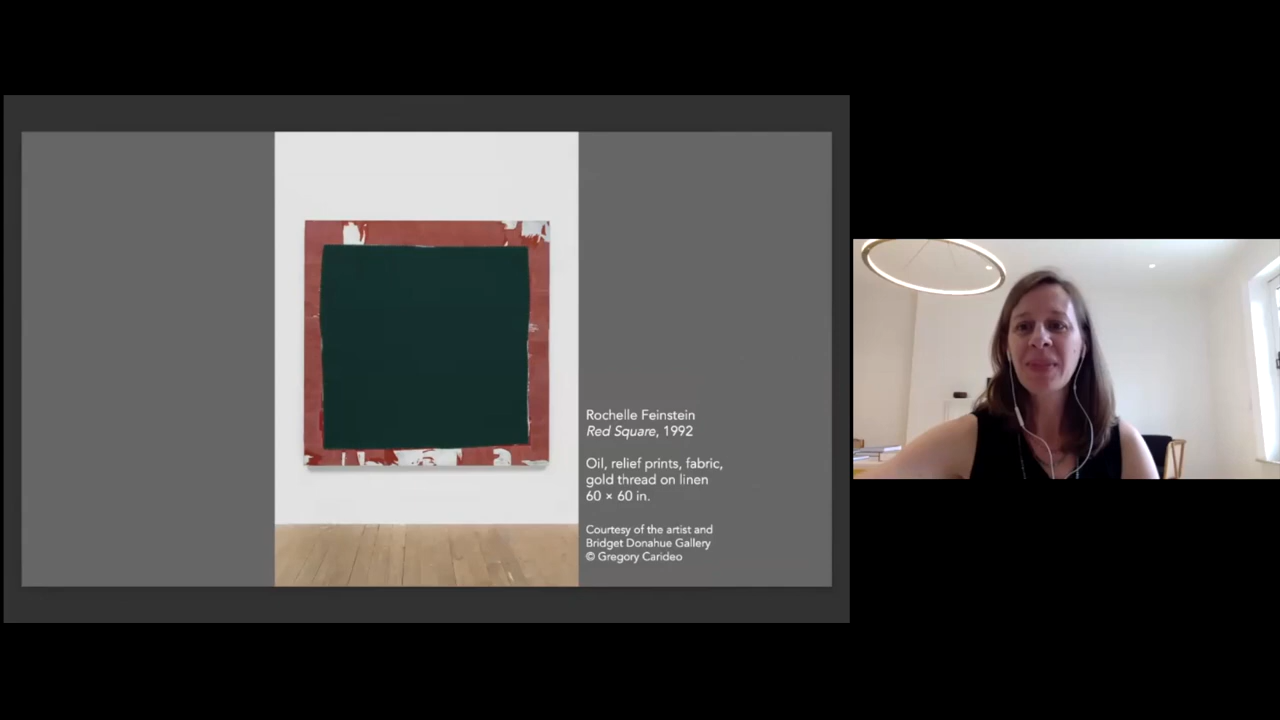 Rochelle Feinstein
Red Square, 1992
Oil, relief prints, fabric,
gold thread on linen
60 × 60 in.
Courtesy of the artist and
Bridget Donahue Gallery
© Gregory Carideo